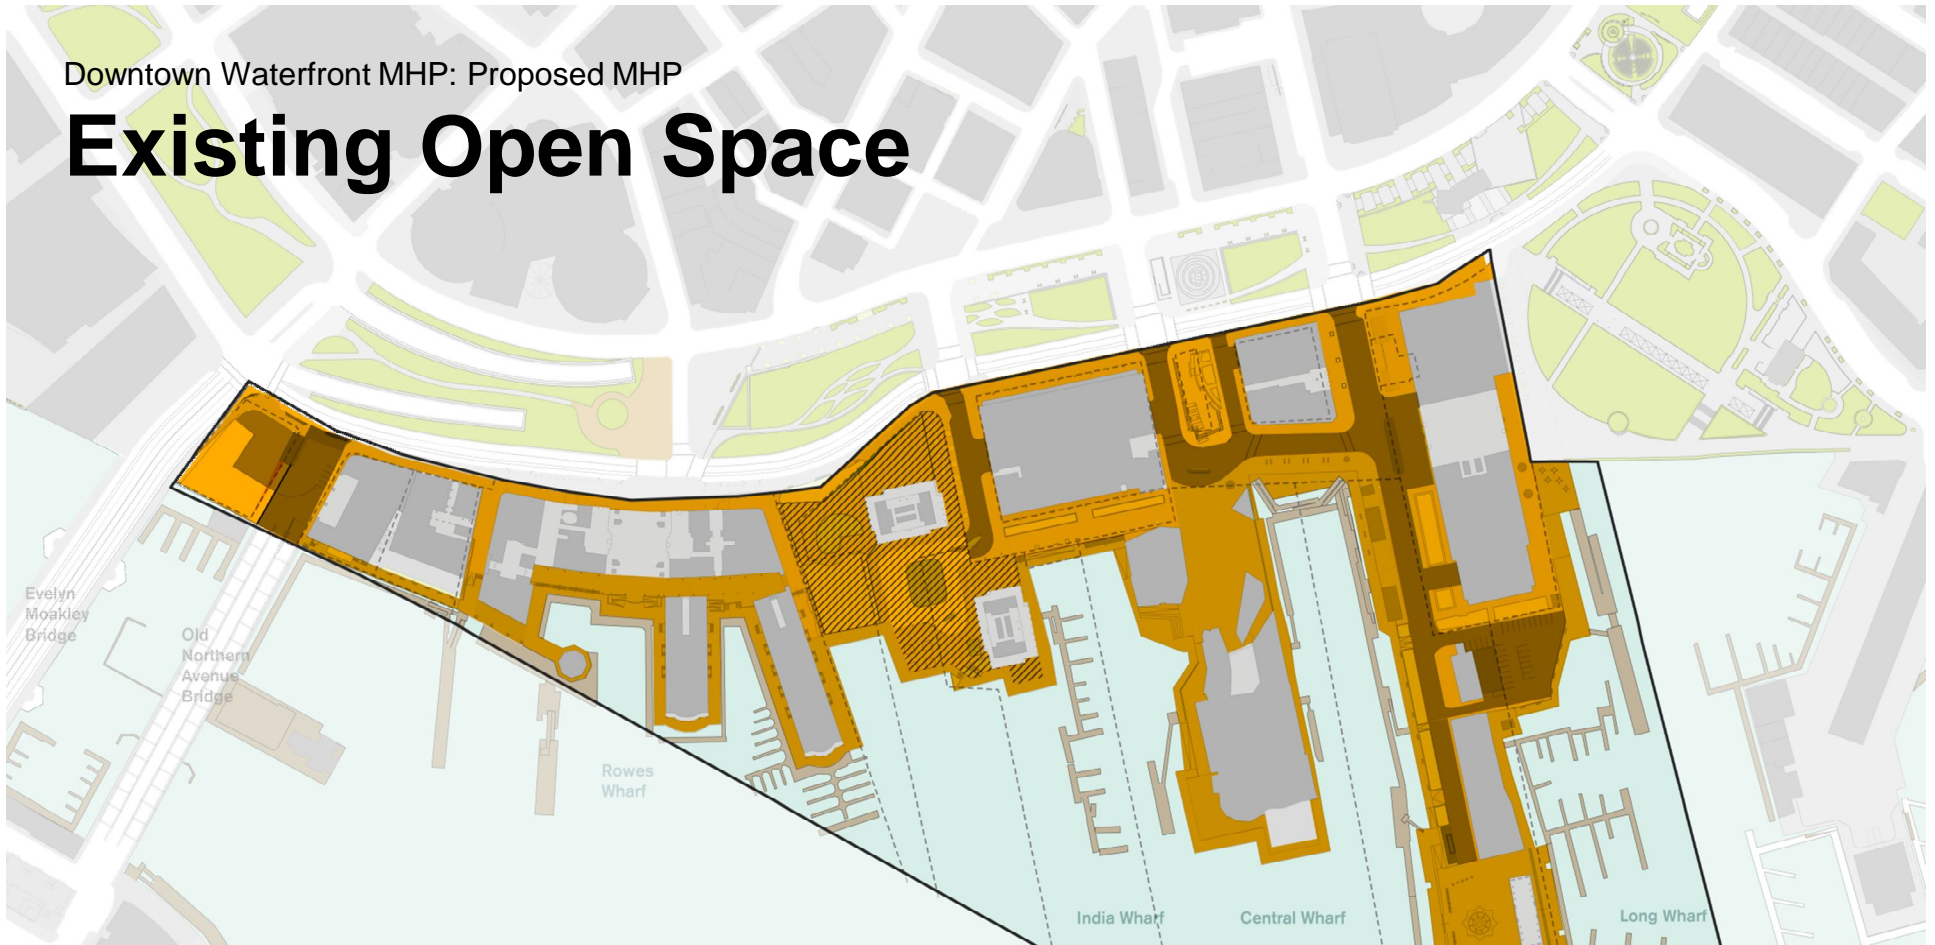 Downtown Waterfront MHP: Proposed MHP
Existing Open Space
Evelyn
Moakley
Bridge
Old
Northern
Avenue
Bridge
Rowes
Wharf
India Wharf
Central Wharf
Long Wharf